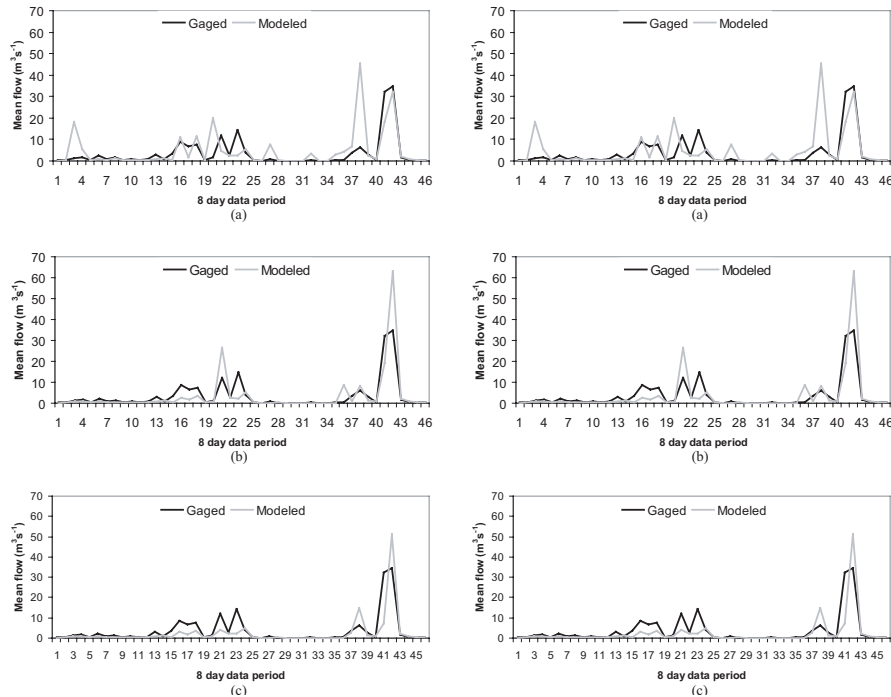 Mean flow (m³s⁻¹)
70
60
50
40
30
20
10
0
Gaged Modeled
1 4 7 10 13 16 19 22 25 28 31 34 37 40 43 46
8 day data period
(a)
Mean flow (m³s⁻¹)
70
60
50
40
30
20
10
0
Gaged Modeled
1 4 7 10 13 16 19 22 25 28 31 34 37 40 43 46
8 day data period
(a)
Mean flow (m³s⁻¹)
70
60
50
40
30
20
10
0
Gaged Modeled
1 4 7 10 13 16 19 22 25 28 31 34 37 40 43 46
8 day data period
(b)
Mean flow (m³s⁻¹)
70
60
50
40
30
20
10
0
Gaged Modeled
1 4 7 10 13 16 19 22 25 28 31 34 37 40 43 46
8 day data period
(b)
Mean flow (m³s⁻¹)
70
60
50
40
30
20
10
0
Gaged Modeled
1 3 5 7 9 11 13 15 17 19 21 23 25 27 29 31 33 35 37 39 41 43 45
8 day data period
(c)
Mean flow (m³s⁻¹)
70
60
50
40
30
20
10
0
Gaged Modeled
1 3 5 7 9 11 13 15 17 19 21 23 25 27 29 31 33 35 37 39 41 43 45
8 day data period
(c)